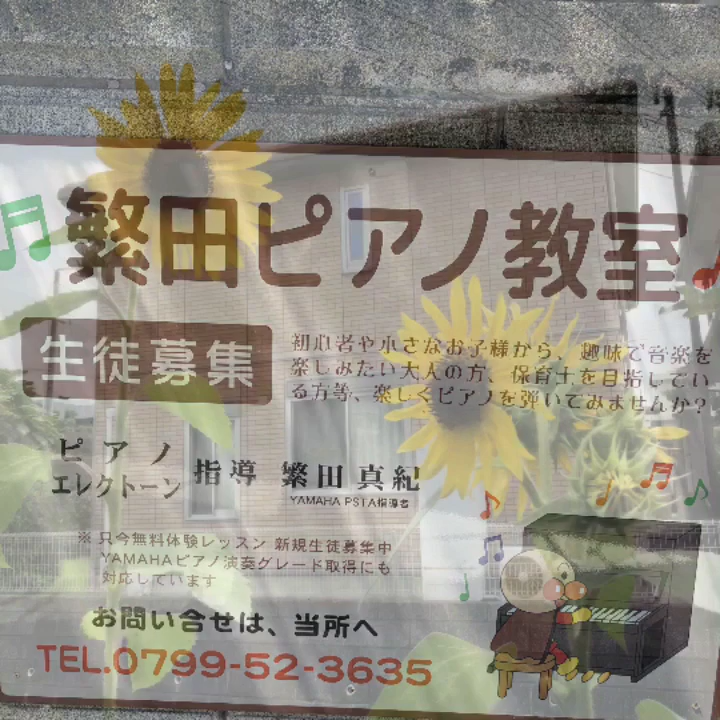 繁田ピアノ教室
生徒募集
初心者や小さなお子様から、趣味で音楽を
楽しみたい大人の方、保育士を目指してい
る方等、楽しくピアノを弾いてみませんか?
ピアノ
エレクトーン 指導 繁田真紀
YAMAHA PSTA指導者
※只今無料体験レッスン 新規生徒募集中
YAMAHAピアノ演奏グレード取得にも
対応しています
お問い合せは、当所へ
TEL.0799-52-3635